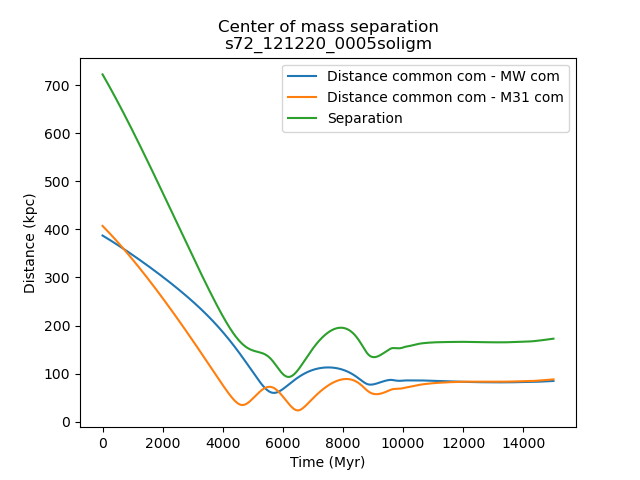 Center of mass separation
s72_121220_0005soligm
Distance common com - MW com
Distance common com - M31 com
Separation
Distance (kpc)
700
600
500
400
300
200
100
0
0 2000 4000 6000 8000 10000 12000 14000
Time (Myr)